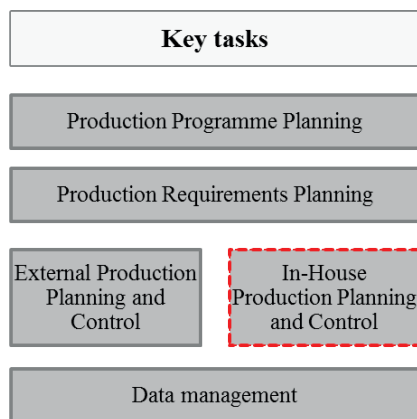 Key tasks
Production Programme Planning
Production Requirements Planning
External Production
Planning and
Control
In-House
Production Planning
and Control
Data management